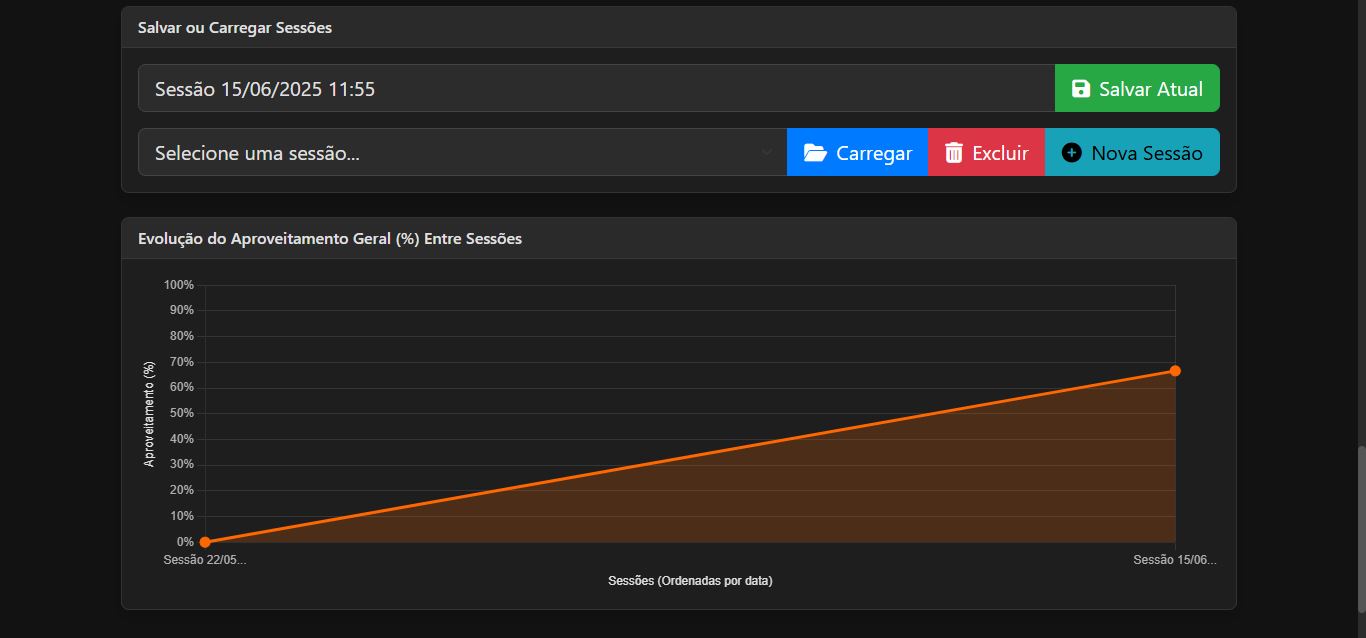 Salvar ou Carregar Sessões
Sessão 15/06/2025 11:55
Salvar Atual
Selecione uma sessão...
Carregar
Excluir
Nova Sessão
Evolução do Aproveitamento Geral (%) Entre Sessões
100%
90%
80%
70%
60%
50%
40%
30%
20%
10%
0%
Aproveitamento (%)
Sessão 22/05...
Sessão 15/06...
Sessões (Ordenadas por data)